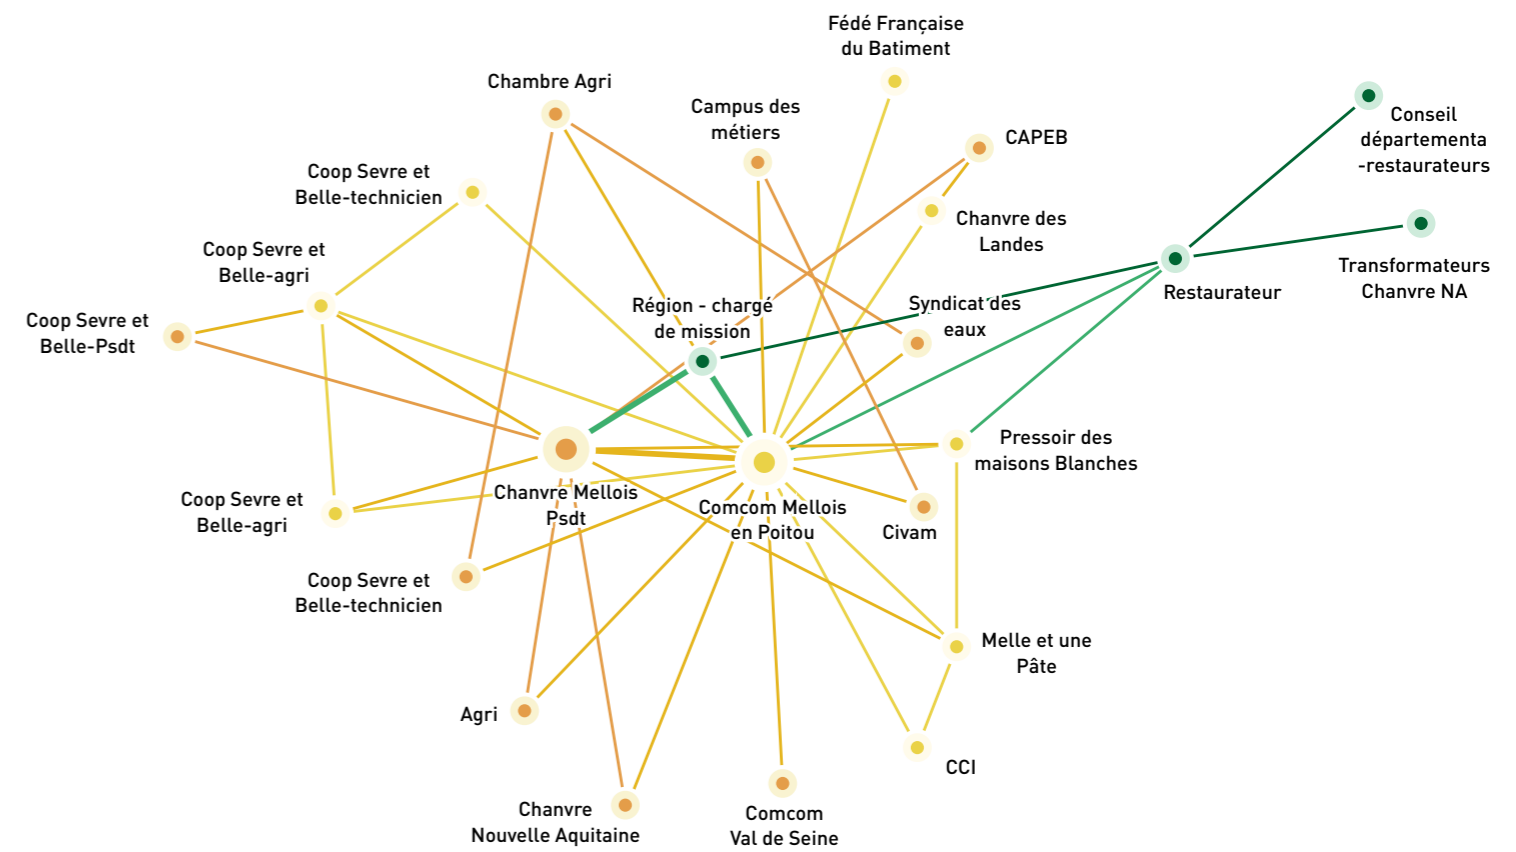 Fédé Française
du Batiment
Chambre Agri
Campus des
métiers
CAPEB
Conseil
départementa
-restaurateurs
Coop Sevre et
Belle-technicien
Chanvre des
Landes
Coop Sevre et
Belle-agri
Transformateurs
Chanvre NA
Restaurateur
Région - chargé
de mission
Syndicat des
eaux
Coop Sevre et
Belle-Psdt
Pressoir des
maisons Blanches
Chanvre Mellois
Psdt
Coop Sevre et
Belle-agri
Comcom Mellois
en Poitou
Civam
Coop Sevre et
Belle-technicien
Melle et une
Pâte
Agri
CCI
Chanvre
Nouvelle Aquitaine
Comcom
Val de Seine